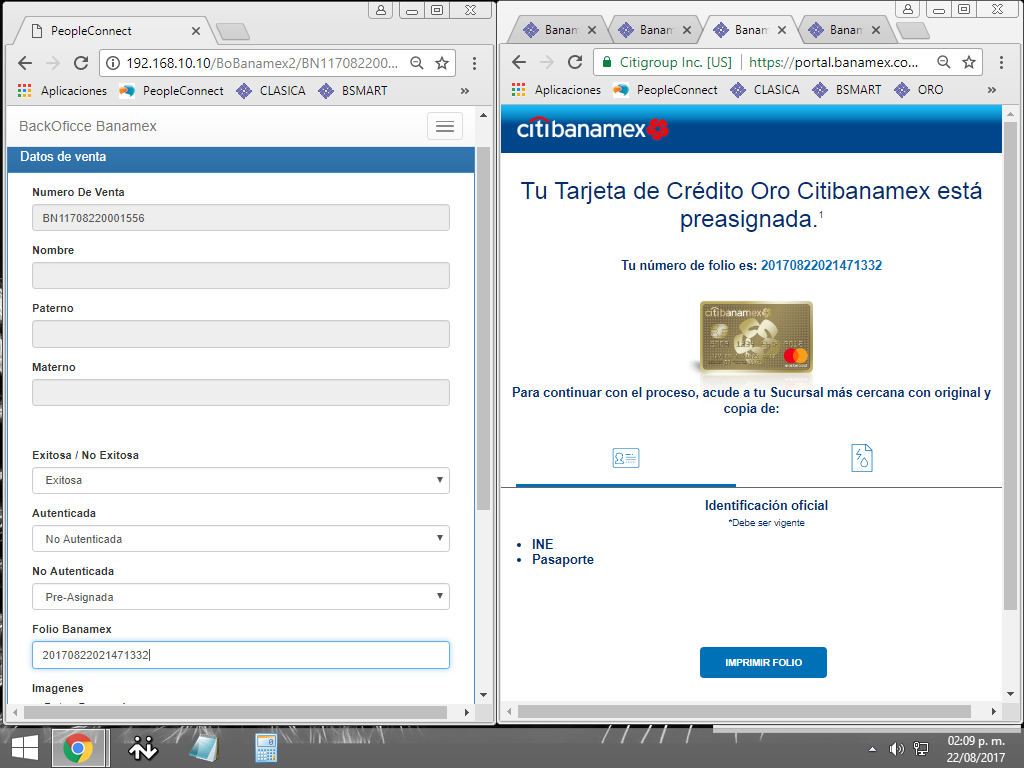 PeopleConnect
192.168.10.10/BoBanamex2/BN117082200...
Aplicaciones PeopleConnect CLASICA BSMART »
BackOficce Banamex
Datos de venta
Numero De Venta
BN11708220001556
Nombre
Paterno
Materno
Exitosa / No Exitosa
Exitosa
Autenticada
No Autenticada
No Autenticada
Pre-Asignada
Folio Banamex
20170822021471332
Imagenes
Banam Banam Banam Banam
Citigroup Inc. [US] https://portal.banamex.co...
Aplicaciones PeopleConnect CLASICA BSMART ORO »
citibanamex
Tu Tarjeta de Crédito Oro Citibanamex está
preasignada.1
Tu número de folio es: 20170822021471332
citibanamex
Para continuar con el proceso, acude a tu Sucursal más cercana con original y
copia de:
Identificación oficial
*Debe ser vigente
• INE
• Pasaporte
IMPRIMIR FOLIO
02:09 p. m.
22/08/2017